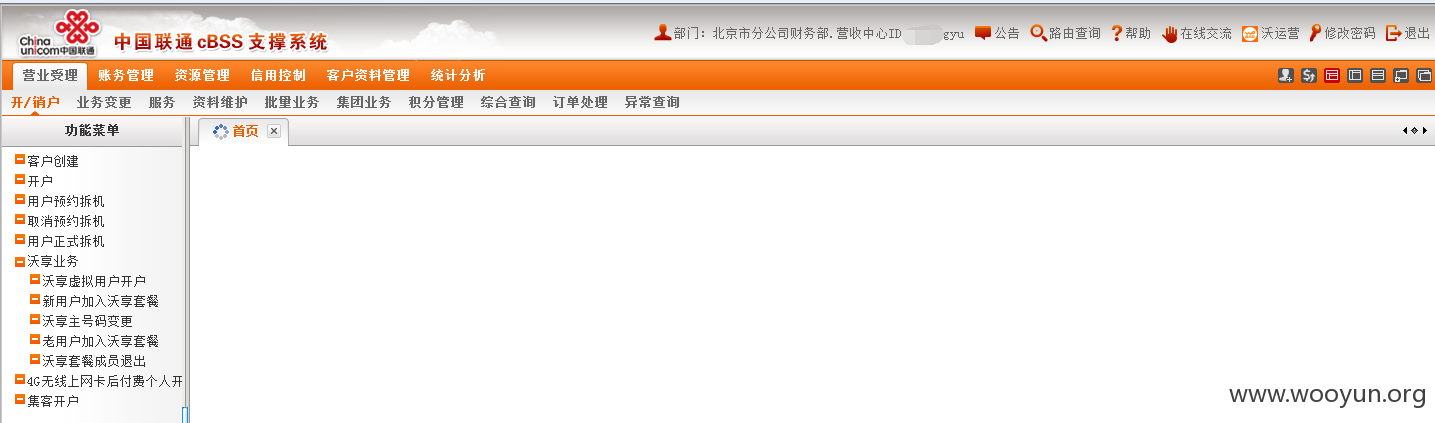 China unicom中国联通 中国联通 cBSS 支撑系统 部门：北京市分公司财务部.营收中心ID gyu 公告 路由查询 帮助 在线交流 沃运营 修改密码 退出
营业受理 账务管理 资源管理 信用控制 客户资料管理 统计分析
开/销户 业务变更 服务 资料维护 批量业务 集团业务 积分管理 综合查询 订单处理 异常查询
功能菜单 首页
客户创建
开户
用户预约拆机
取消预约拆机
用户正式拆机
沃享业务
沃享虚拟用户开户
新用户加入沃享套餐
沃享主号码变更
老用户加入沃享套餐
沃享套餐成员退出
4G无线上网卡后付费个人开
集客开户
www.wooyun.org